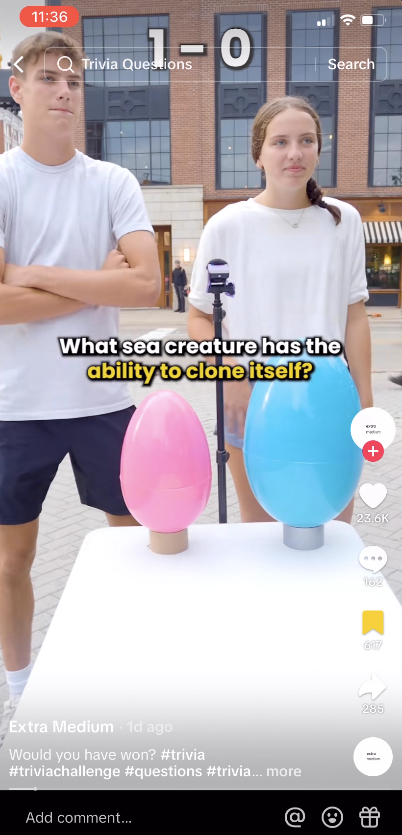 11:36
1 - 0
Trivia Questions
Search
What sea creature has the
ability to clone itself?
extra
medium
23.6K
162
617
285
Extra Medium · 1d ago
Would you have won? #trivia
#triviachallenge #questions #trivia... more
extra
medium
Add comment...